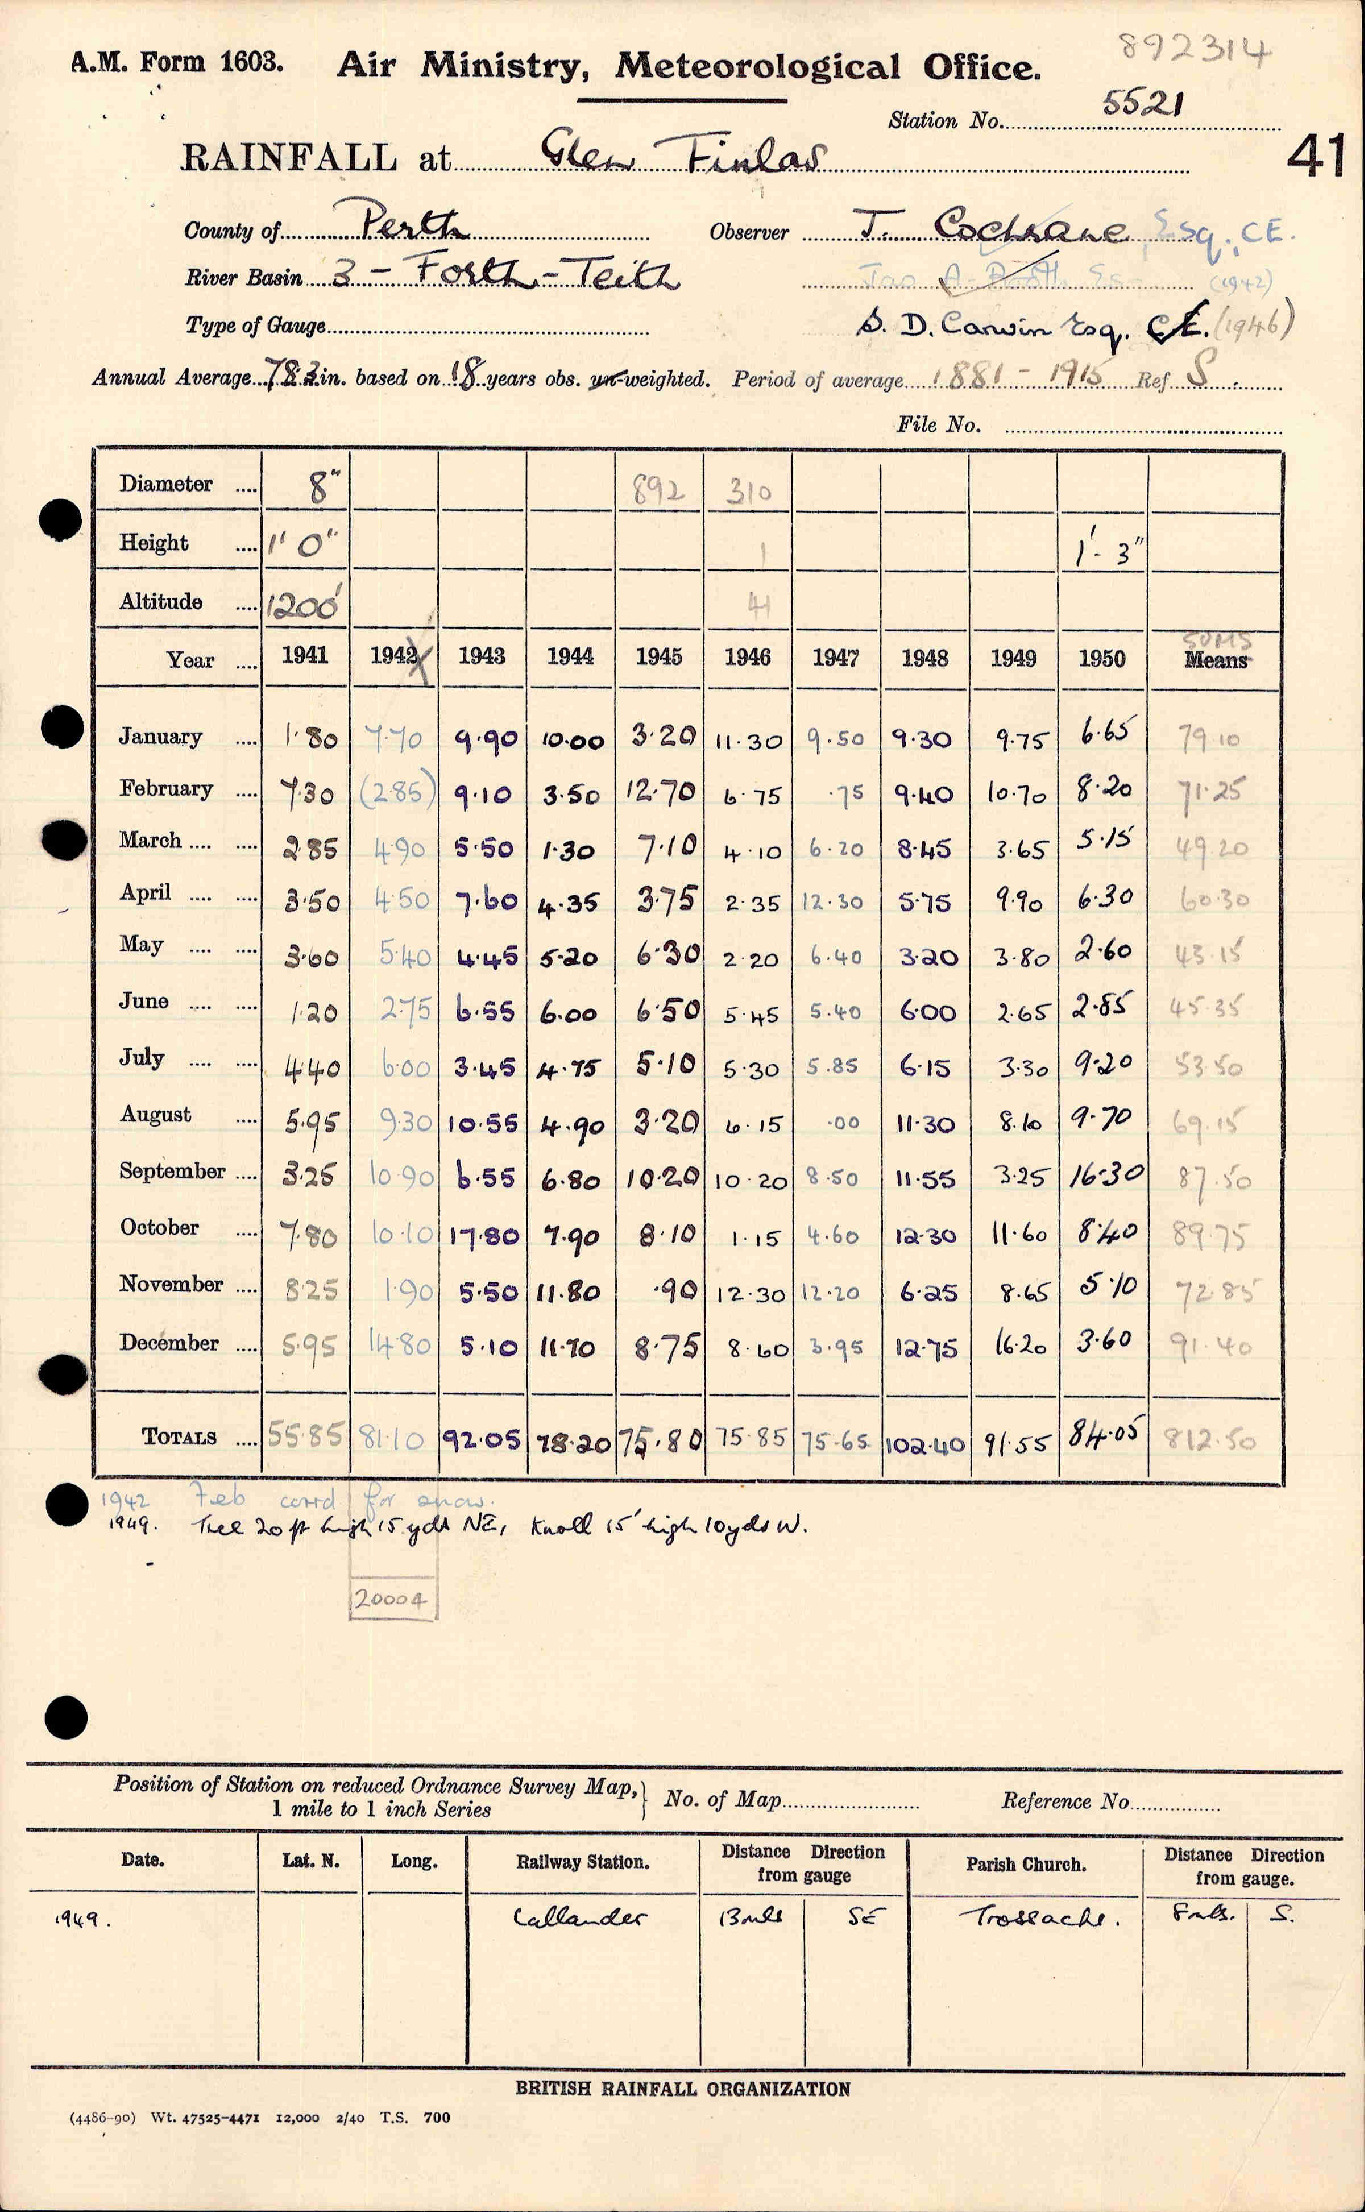 892314
A.M. Form 1603. Air Ministry, Meteorological Office.
Station No. 5521
41
RAINFALL at Glen Finlas
County of Perth Observer J. Cochrane Esq., C.E.
River Basin 3 - Forth - Teith (1942)
Type of Gauge S. D. Canvin Esq. C.E. (1946)
Annual Average 78.3 in. based on 18 years obs. un-weighted. Period of average 1881 - 1915 Ref S.
File No.
Diameter 8" 892 310
Height 1' 0" 1 1'-3"
Altitude 1200' 41
SUMS
Year 1941 1942 X 1943 1944 1945 1946 1947 1948 1949 1950 Means
January 1.80 7.70 9.90 10.00 3.20 11.30 9.50 9.30 9.75 6.65 79.10
February 7.30 (2.85) 9.10 3.50 12.70 6.75 .75 9.40 10.70 8.20 71.25
March 2.85 4.90 5.50 1.30 7.10 4.10 6.20 8.45 3.65 5.15 49.20
April 3.50 4.50 7.60 4.35 3.75 2.35 12.30 5.75 9.90 6.30 60.30
May 3.60 5.40 4.45 5.20 6.30 2.20 6.40 3.20 3.80 2.60 43.15
June 1.20 2.75 6.55 6.00 6.50 5.45 5.40 6.00 2.65 2.85 45.35
July 4.40 6.00 3.45 4.75 5.10 5.30 5.85 6.15 3.30 9.20 53.50
August 5.95 9.30 10.55 4.90 3.20 6.15 .00 11.30 8.10 9.70 69.15
September 3.25 10.90 6.55 6.80 10.20 10.20 8.50 11.55 3.25 16.30 87.50
October 7.80 10.10 17.80 7.90 8.10 1.15 4.60 12.30 11.60 8.40 89.75
November 8.25 1.90 5.50 11.80 .90 12.30 12.20 6.25 8.65 5.10 72.85
December 5.95 14.80 5.10 11.70 8.75 8.60 3.95 12.75 16.20 3.60 91.40
TOTALS 55.85 81.10 92.05 78.20 75.80 75.85 75.65 102.40 91.55 84.05 812.50
1942 Feb corrd for snow.
1949. Tree 20 ft high 15 yds NE, Knoll 15' high 10 yds W.
20004
Position of Station on reduced Ordnance Survey Map, 1 mile to 1 inch Series } No. of Map Reference No.
Date. Lat. N. Long. Railway Station. Distance Direction from gauge Parish Church. Distance Direction from gauge.
1949. Callander 13 mls SE Trossachs. 8 mls. S.
BRITISH RAINFALL ORGANIZATION
(4486-90) Wt. 47525-4471 12,000 2/40 T.S. 700